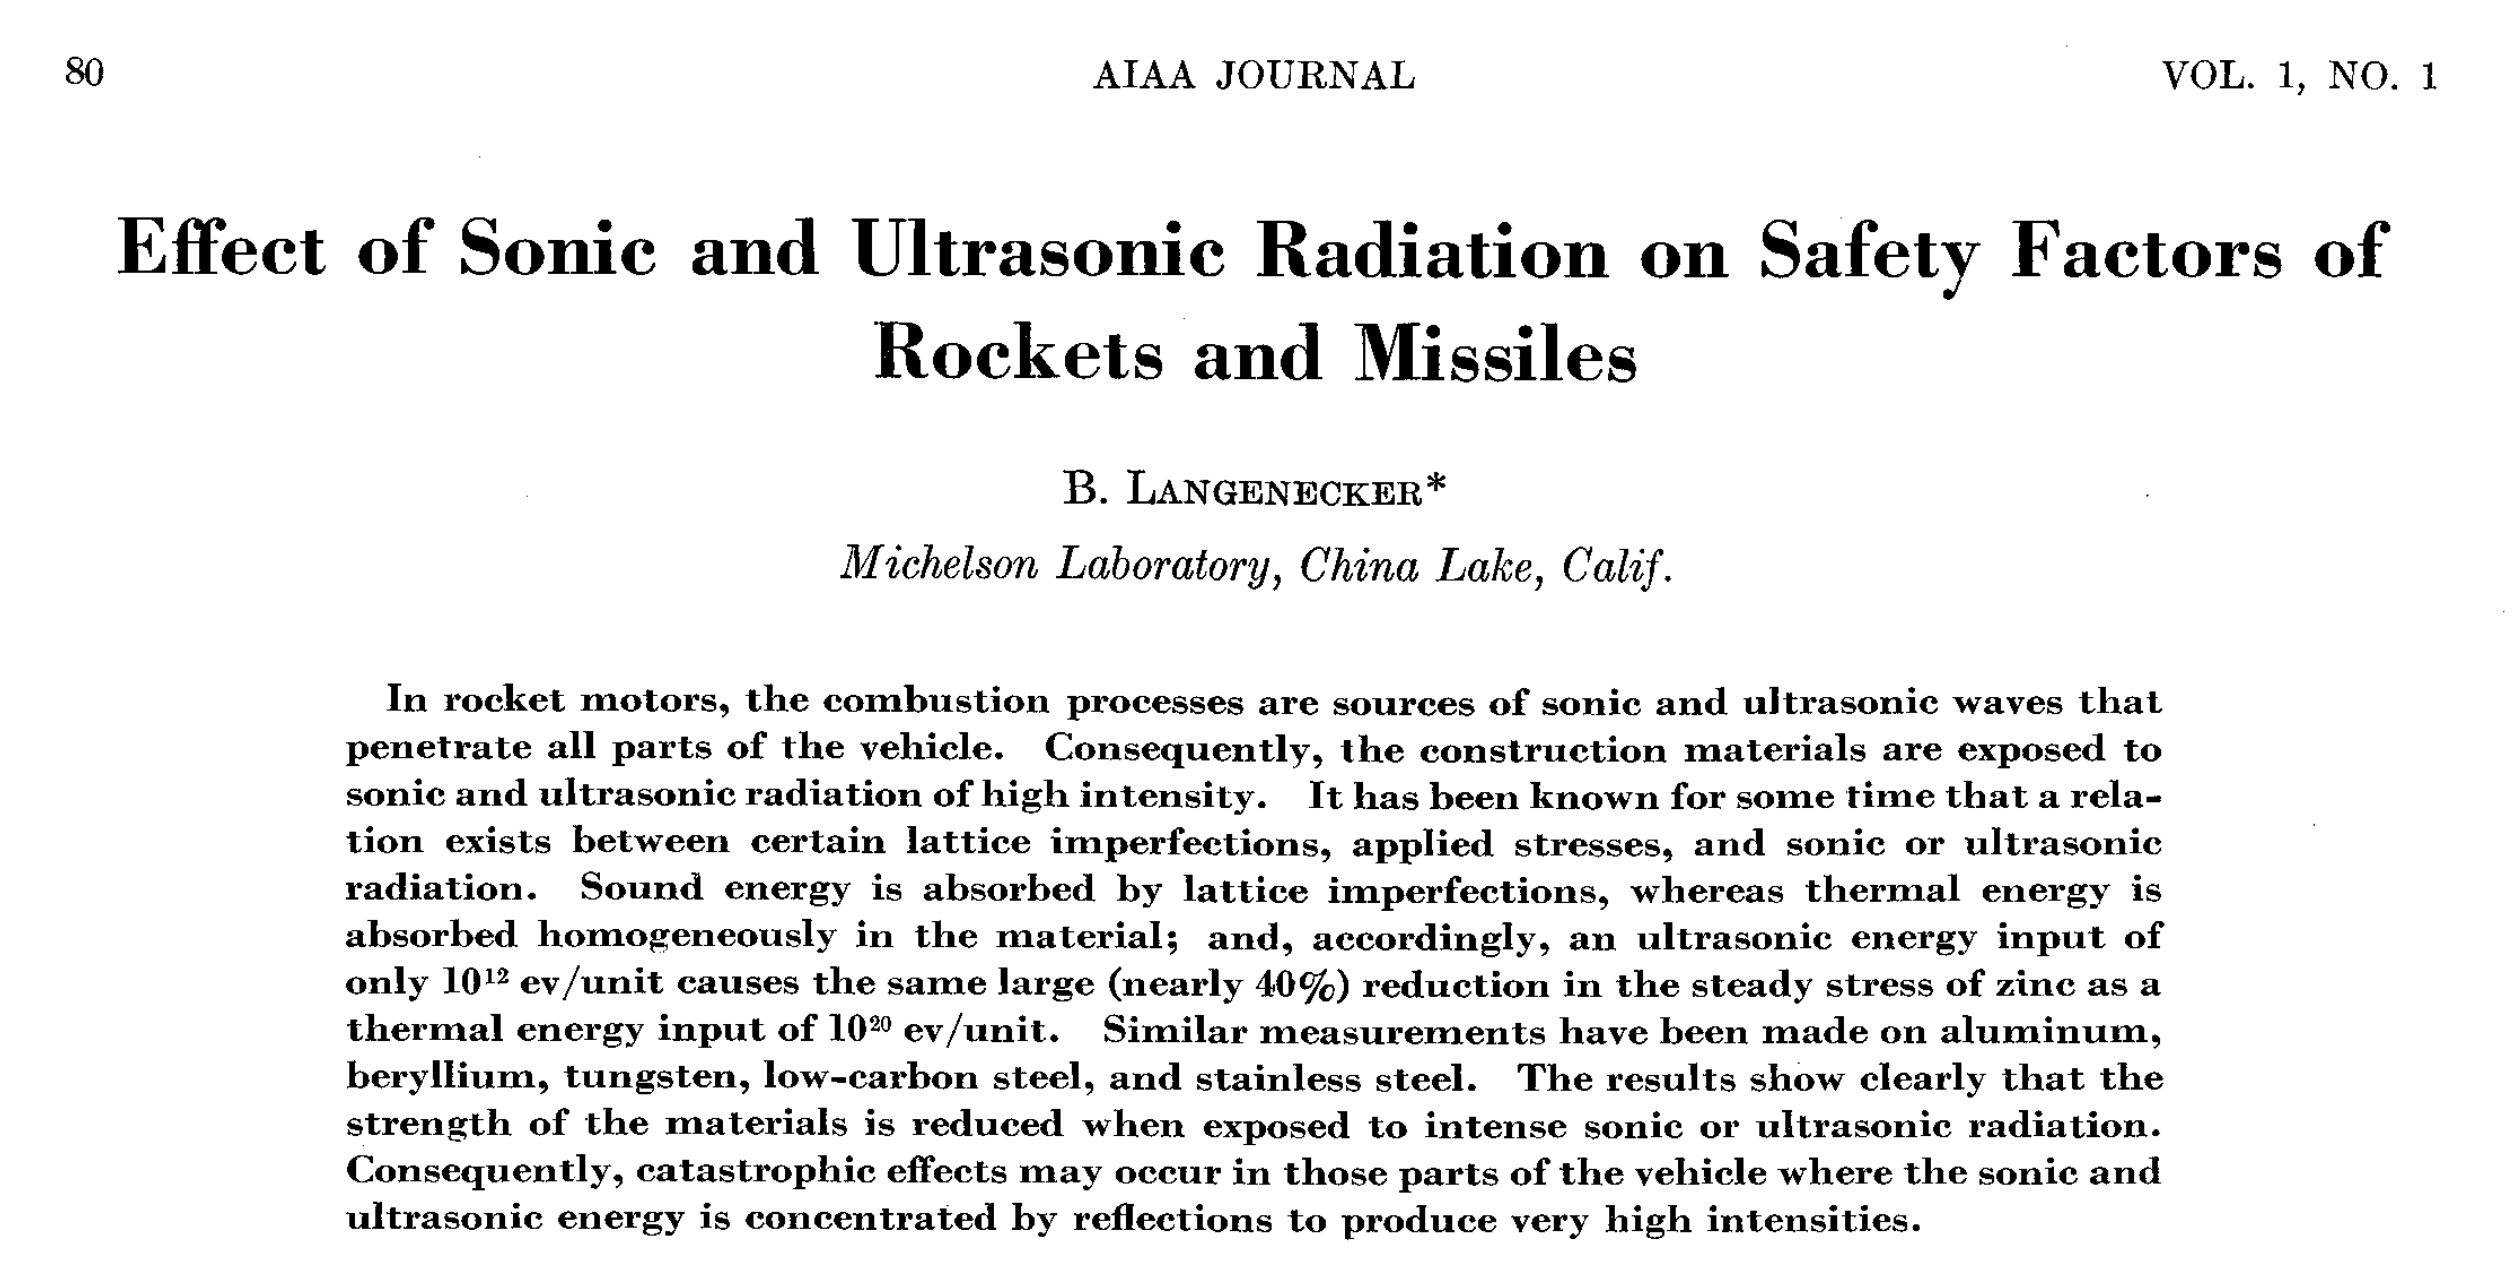 80 AIAA JOURNAL VOL. 1, NO. 1
Effect of Sonic and Ultrasonic Radiation on Safety Factors of
Rockets and Missiles
B. LANGENECKER*
Michelson Laboratory, China Lake, Calif.
In rocket motors, the combustion processes are sources of sonic and ultrasonic waves that
penetrate all parts of the vehicle. Consequently, the construction materials are exposed to
sonic and ultrasonic radiation of high intensity. It has been known for some time that a rela-
tion exists between certain lattice imperfections, applied stresses, and sonic or ultrasonic
radiation. Sound energy is absorbed by lattice imperfections, whereas thermal energy is
absorbed homogeneously in the material; and, accordingly, an ultrasonic energy input of
only 10¹² ev/unit causes the same large (nearly 40%) reduction in the steady stress of zinc as a
thermal energy input of 10²⁰ ev/unit. Similar measurements have been made on aluminum,
beryllium, tungsten, low-carbon steel, and stainless steel. The results show clearly that the
strength of the materials is reduced when exposed to intense sonic or ultrasonic radiation.
Consequently, catastrophic effects may occur in those parts of the vehicle where the sonic and
ultrasonic energy is concentrated by reflections to produce very high intensities.